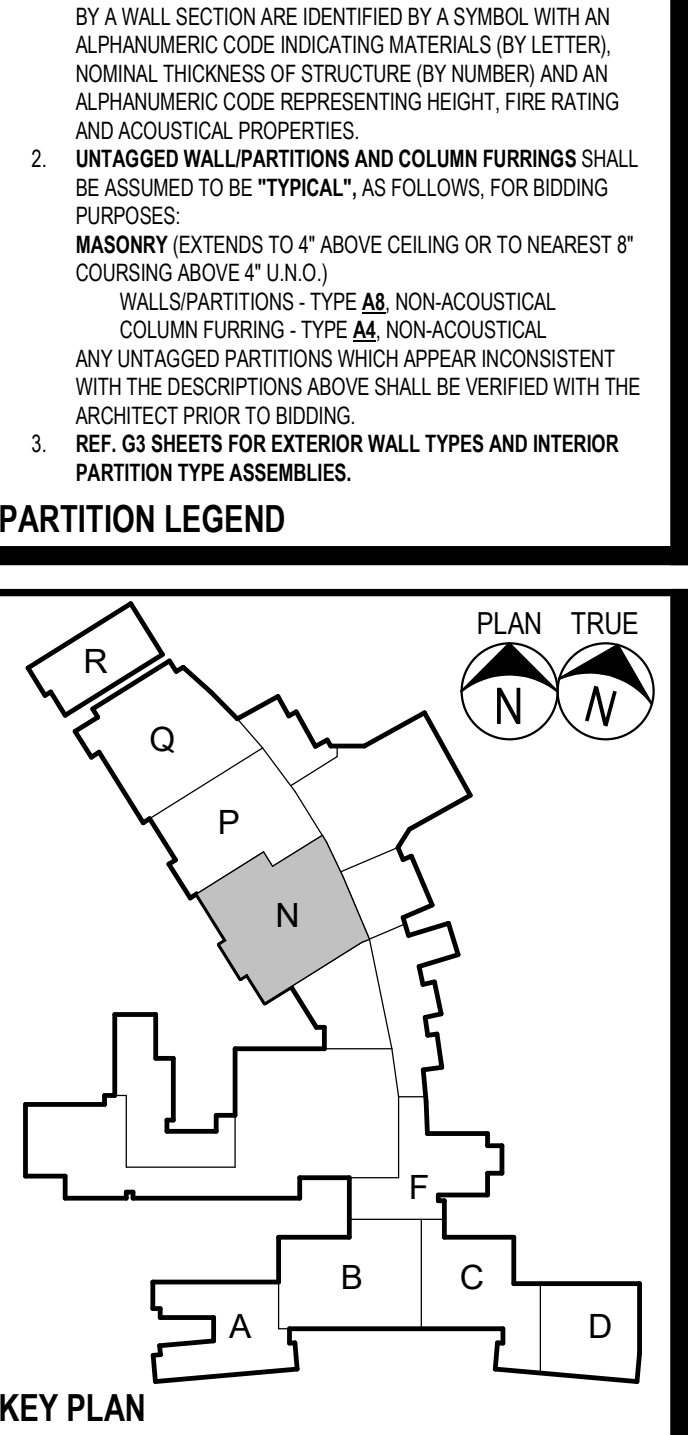 BY A WALL SECTION ARE IDENTIFIED BY A SYMBOL WITH AN
ALPHANUMERIC CODE INDICATING MATERIALS (BY LETTER),
NOMINAL THICKNESS OF STRUCTURE (BY NUMBER) AND AN
ALPHANUMERIC CODE REPRESENTING HEIGHT, FIRE RATING
AND ACOUSTICAL PROPERTIES.
2. UNTAGGED WALL/PARTITIONS AND COLUMN FURRINGS SHALL
BE ASSUMED TO BE "TYPICAL", AS FOLLOWS, FOR BIDDING
PURPOSES:
MASONRY (EXTENDS TO 4" ABOVE CEILING OR TO NEAREST 8"
COURSING ABOVE 4" U.N.O.)
WALLS/PARTITIONS - TYPE A8, NON-ACOUSTICAL
COLUMN FURRING - TYPE A4, NON-ACOUSTICAL
ANY UNTAGGED PARTITIONS WHICH APPEAR INCONSISTENT
WITH THE DESCRIPTIONS ABOVE SHALL BE VERIFIED WITH THE
ARCHITECT PRIOR TO BIDDING.
3. REF. G3 SHEETS FOR EXTERIOR WALL TYPES AND INTERIOR
PARTITION TYPE ASSEMBLIES.
PARTITION LEGEND
PLAN TRUE
N N
R
Q
P
N
F
B C
A D
KEY PLAN